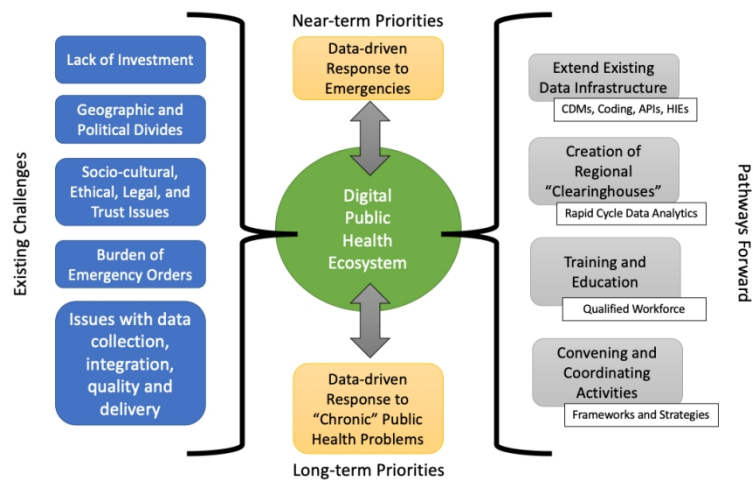 Existing Challenges
Lack of Investment
Geographic and
Political Divides
Socio-cultural,
Ethical, Legal, and
Trust Issues
Burden of
Emergency Orders
Issues with data
collection,
integration,
quality and
delivery
Near-term Priorities
Data-driven
Response to
Emergencies
Digital
Public
Health
Ecosystem
Data-driven
Response to
“Chronic” Public
Health Problems
Long-term Priorities
Extend Existing
Data Infrastructure
CDMs, Coding, APIs, HIEs
Creation of
Regional
“Clearinghouses”
Rapid Cycle Data Analytics
Training and
Education
Qualified Workforce
Convening and
Coordinating
Activities
Frameworks and Strategies
Pathways Forward